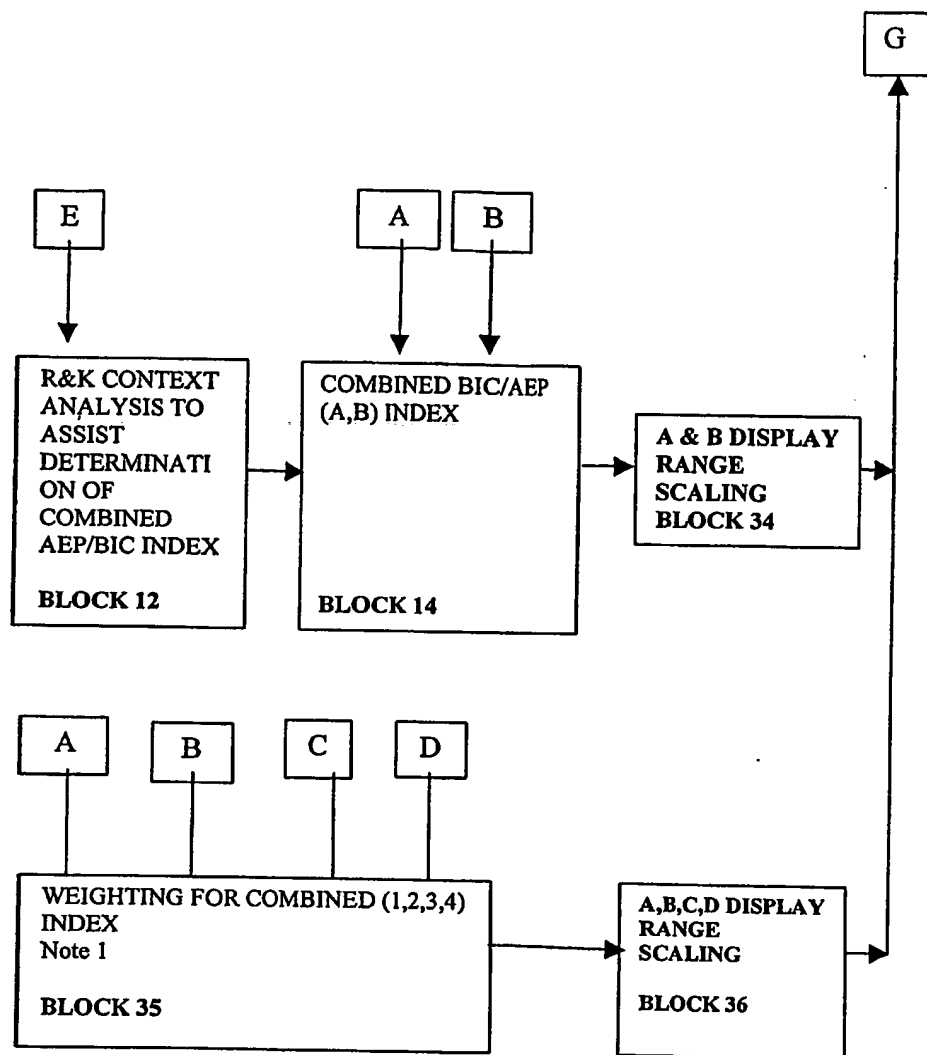 G
E
A
B
R&K CONTEXT
ANALYSIS TO
ASSIST
DETERMINATI
ON OF
COMBINED
AEP/BIC INDEX
BLOCK 12
COMBINED BIC/AEP
(A,B) INDEX
BLOCK 14
A & B DISPLAY
RANGE
SCALING
BLOCK 34
A
B
C
D
WEIGHTING FOR COMBINED (1,2,3,4)
INDEX
Note 1
BLOCK 35
A,B,C,D DISPLAY
RANGE
SCALING
BLOCK 36